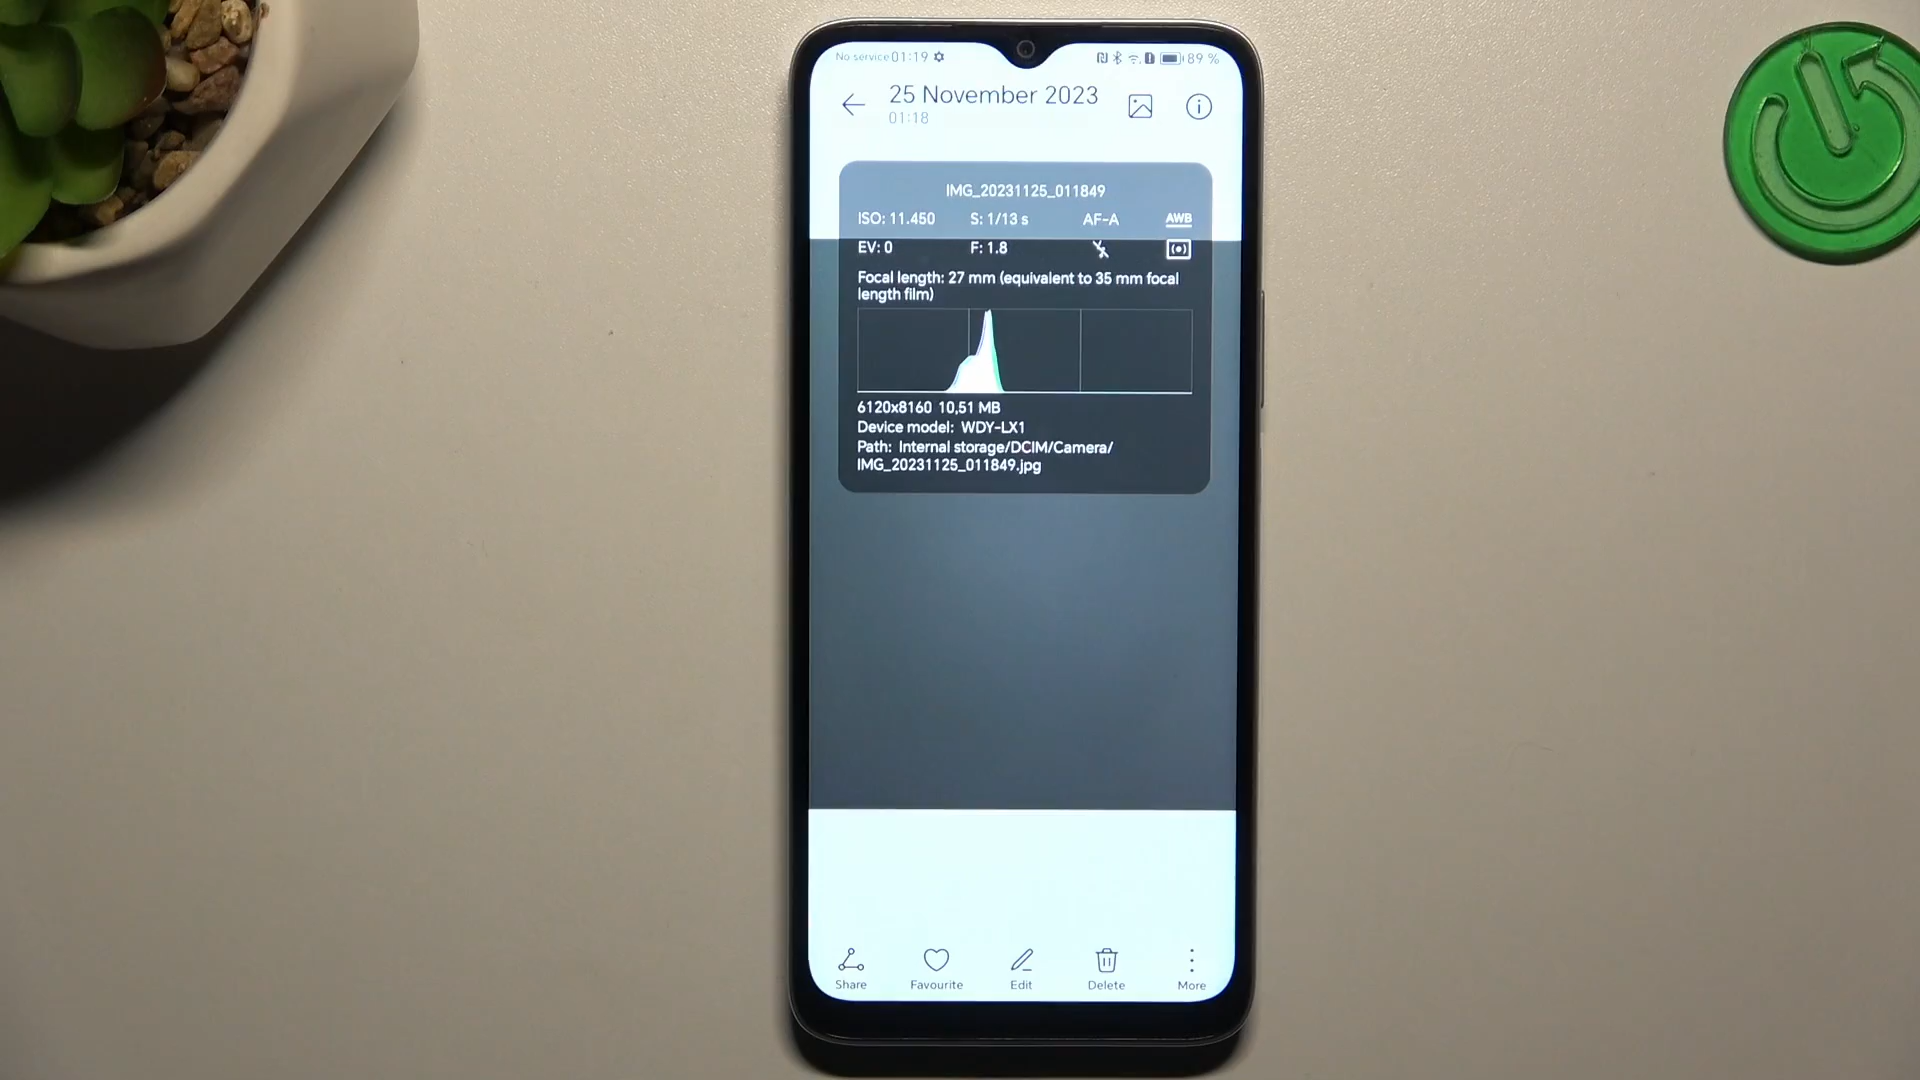 No service 01:19 89 %
25 November 2023
01:18
IMG_20231125_011849
ISO: 11.450 S: 1/13 s AF-A AWB
EV: 0 F: 1.8
Focal length: 27 mm (equivalent to 35 mm focal
length film)
6120x8160 10,51 MB
Device model: WDY-LX1
Path: Internal storage/DCIM/Camera/
IMG_20231125_011849.jpg
Share Favourite Edit Delete More